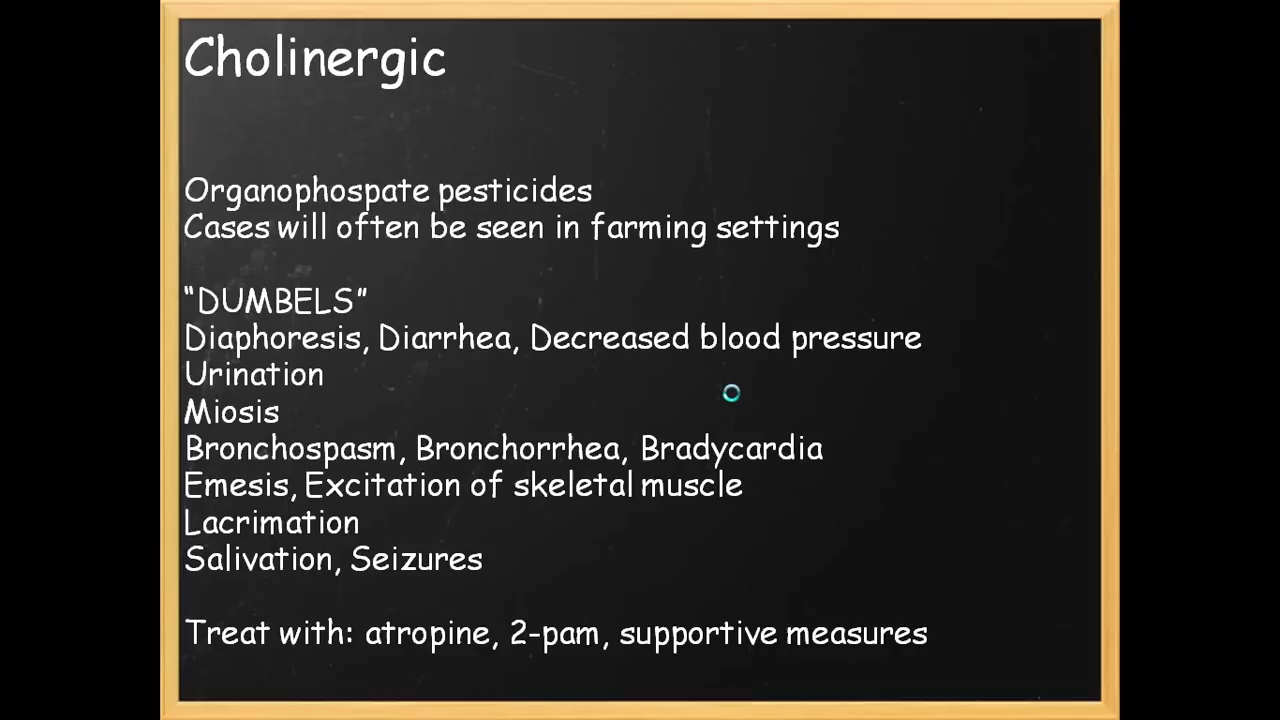 Cholinergic
Organophospate pesticides
Cases will often be seen in farming settings
“DUMBELS”
Diaphoresis, Diarrhea, Decreased blood pressure
Urination
Miosis
Bronchospasm, Bronchorrhea, Bradycardia
Emesis, Excitation of skeletal muscle
Lacrimation
Salivation, Seizures
Treat with: atropine, 2-pam, supportive measures